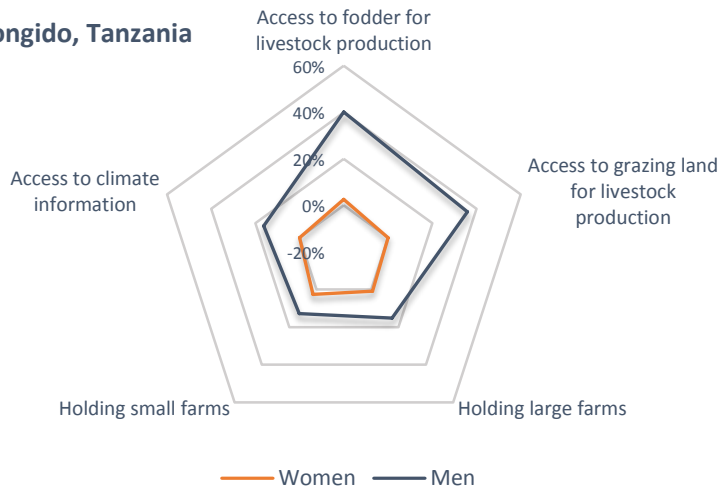 ongido, Tanzania
Access to fodder for
livestock production
60%
40%
20%
0%
-20%
Access to climate
information
Access to grazing land
for livestock
production
Holding small farms
Holding large farms
Women
Men